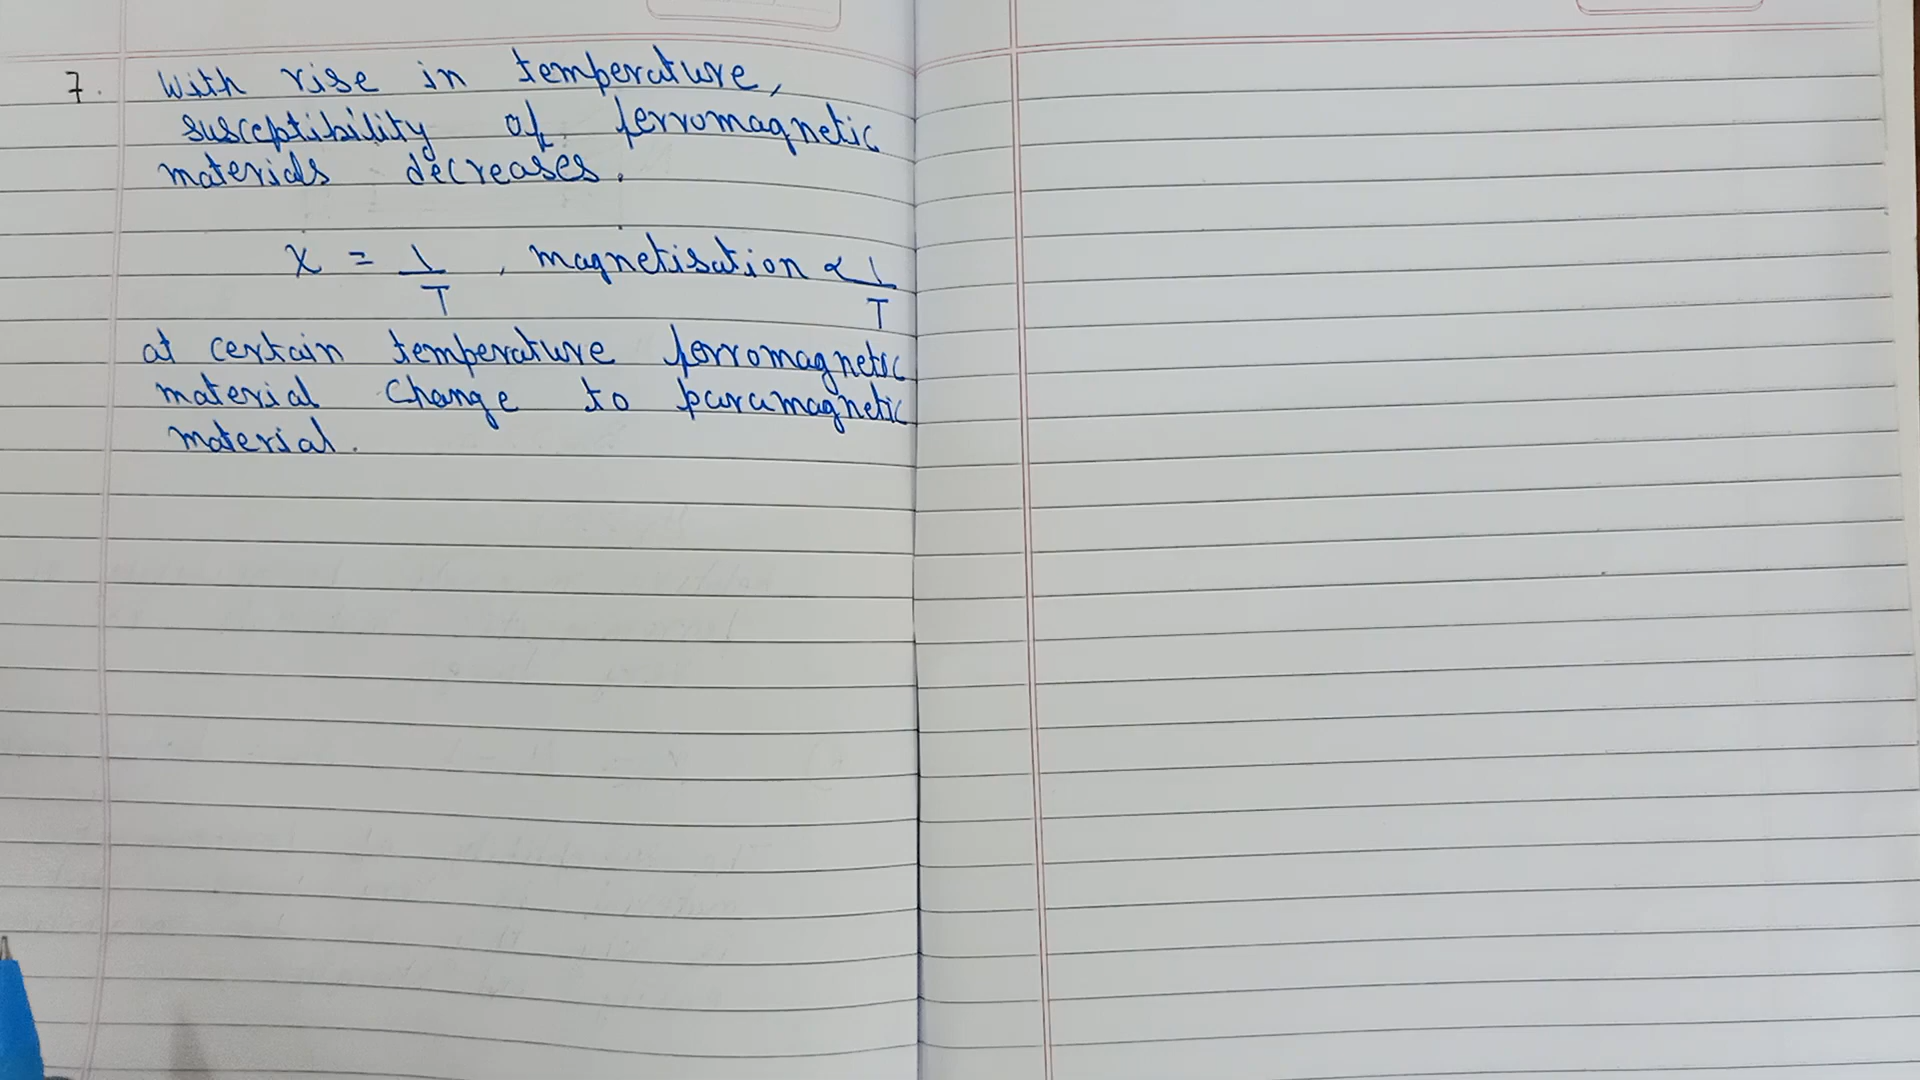 7. With rise in temperature,
susceptibility of ferromagnetic
materials decreases.
χ = 1/T , magnetisation ∝ 1/T
at certain temperature ferromagnetic
material change to paramagnetic
material.